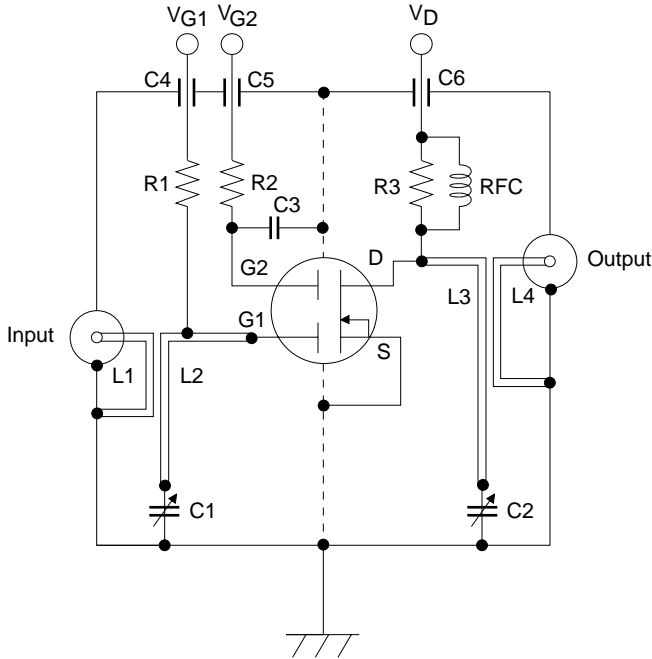 VG1 VG2 VD
C4 C5 C6
R1 R2 R3 RFC
C3
G2 D Output
L3 L4
G1
Input S
L1 L2
C1 C2